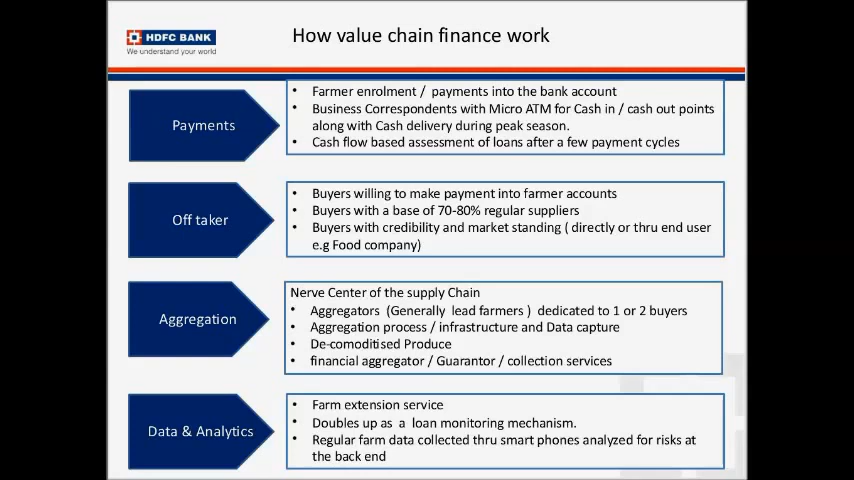 HDFC BANK
We understand your world
How value chain finance work
Payments
• Farmer enrolment / payments into the bank account
• Business Correspondents with Micro ATM for Cash in / cash out points
along with Cash delivery during peak season.
• Cash flow based assessment of loans after a few payment cycles
Off taker
• Buyers willing to make payment into farmer accounts
• Buyers with a base of 70-80% regular suppliers
• Buyers with credibility and market standing ( directly or thru end user
e.g Food company)
Aggregation
Nerve Center of the supply Chain
• Aggregators (Generally lead farmers ) dedicated to 1 or 2 buyers
• Aggregation process / infrastructure and Data capture
• De-comoditised Produce
• financial aggregator / Guarantor / collection services
Data & Analytics
• Farm extension service
• Doubles up as a loan monitoring mechanism.
• Regular farm data collected thru smart phones analyzed for risks at
the back end